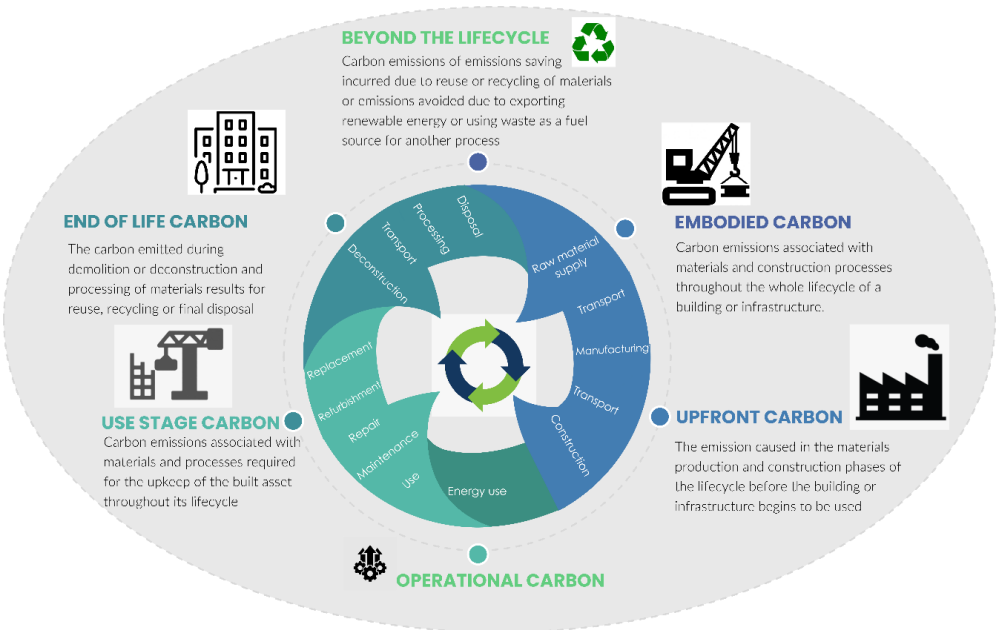 BEYOND THE LIFECYCLE
Carbon emissions of emissions saving
incurred due to reuse or recycling of materials
or emissions avoided due to exporting
renewable energy or using waste as a fuel
source for another process
END OF LIFE CARBON
The carbon emitted during
demolition or deconstruction and
processing of materials results for
reuse, recycling or final disposal
EMBODIED CARBON
Carbon emissions associated with
materials and construction processes
throughout the whole lifecycle of a
building or infrastructure.
USE STAGE CARBON
Carbon emissions associated with
materials and processes required
for the upkeep of the built asset
throughout its lifecycle
UPFRONT CARBON
The emission caused in the materials
production and construction phases of
the lifecycle before the building or
infrastructure begins to be used
OPERATIONAL CARBON
Raw material
supply
Transport
Manufacturing
Transport
Construction
Energy use
Use
Maintenance
Repair
Refurbishment
Replacement
Deconstruction
Transport
Processing
Disposal